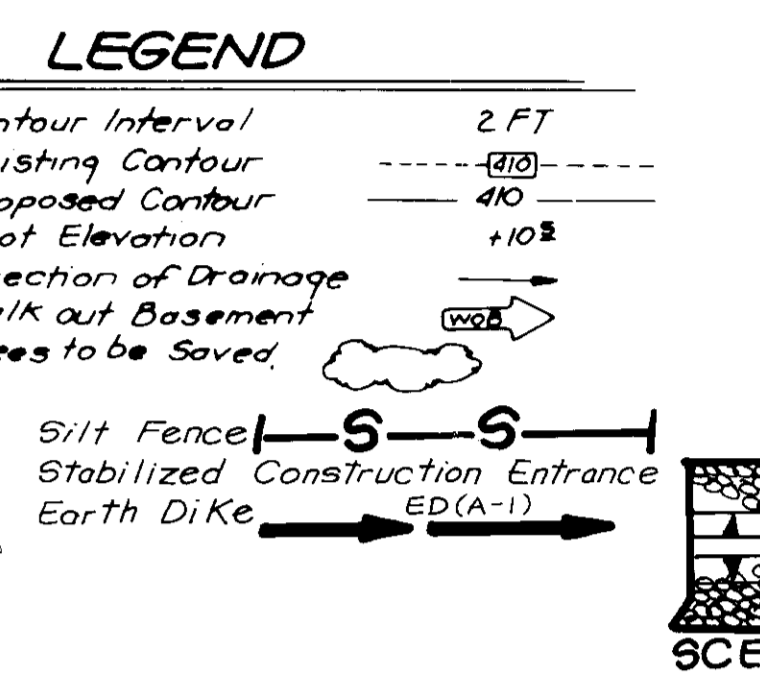 LEGEND
ntour Interval 2 FT
isting Contour 410
oposed Contour 410
ot Elevation +10 5
ection of Drainage
lk out Basement WOB
ees to be Saved.
Silt Fence S S
Stabilized Construction Entrance
Earth Dike ED(A-1)
SCE